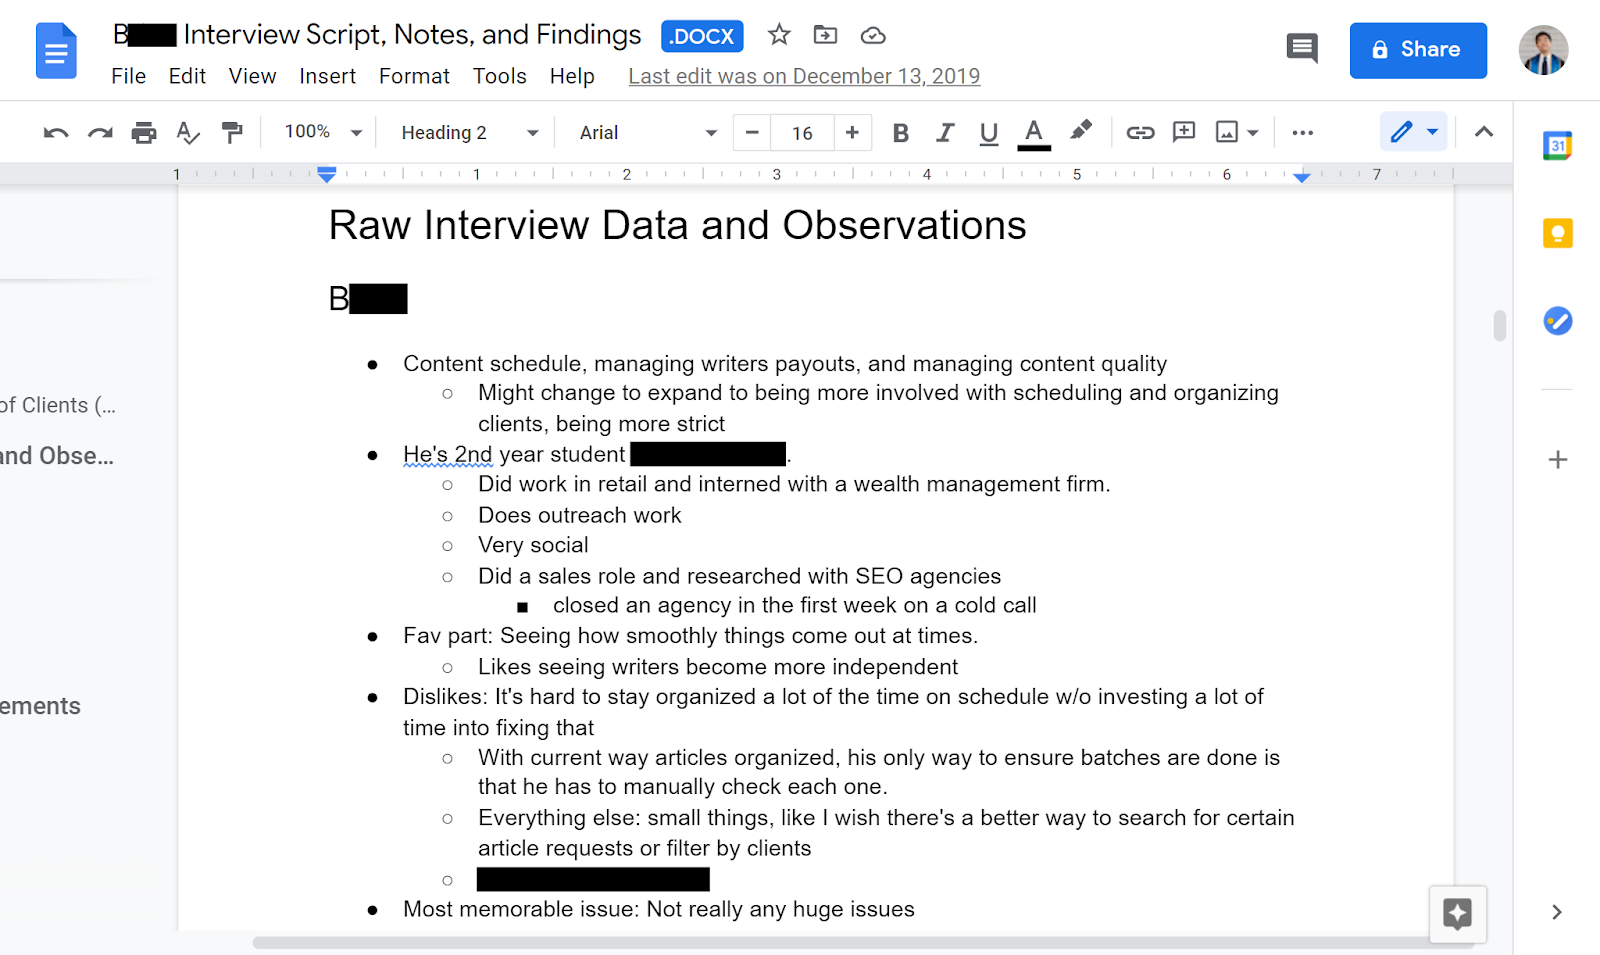 B Interview Script, Notes, and Findings .DOCX
File Edit View Insert Format Tools Help Last edit was on December 13, 2019
Share
100% Heading 2 Arial 16 B I U A
1 1 2 3 4 5 6 7
31
Raw Interview Data and Observations
B
● Content schedule, managing writers payouts, and managing content quality
○ Might change to expand to being more involved with scheduling and organizing
clients, being more strict
of Clients (...
and Obse...
ements
● He's 2nd year student .
○ Did work in retail and interned with a wealth management firm.
○ Does outreach work
○ Very social
○ Did a sales role and researched with SEO agencies
■ closed an agency in the first week on a cold call
● Fav part: Seeing how smoothly things come out at times.
○ Likes seeing writers become more independent
● Dislikes: It's hard to stay organized a lot of the time on schedule w/o investing a lot of
time into fixing that
○ With current way articles organized, his only way to ensure batches are done is
that he has to manually check each one.
○ Everything else: small things, like I wish there's a better way to search for certain
article requests or filter by clients
○
● Most memorable issue: Not really any huge issues